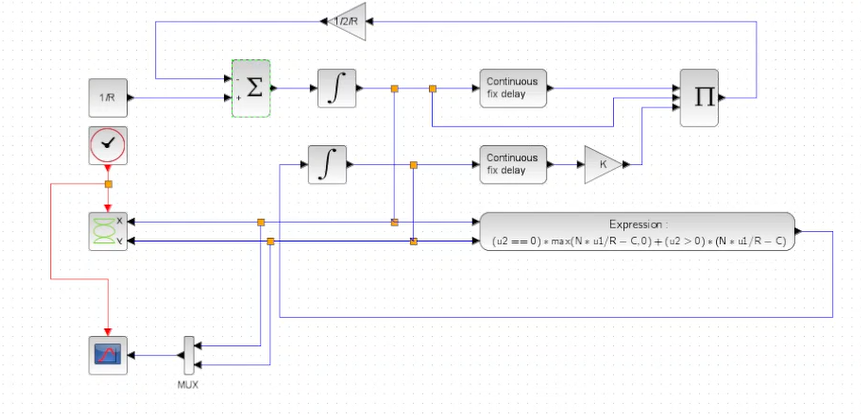 1/2/R
-
+
Σ
∫
1/R
Continuous
fix delay
Π
∫
Continuous
fix delay
K
X
Y
Expression :
(u2 == 0) * max(N * u1/R − C,0) + (u2 > 0) * (N * u1/R − C)
MUX